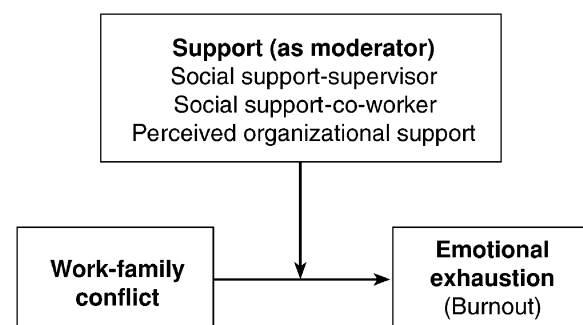 Support (as moderator)
Social support-supervisor
Social support-co-worker
Perceived organizational support
Work-family
conflict
Emotional
exhaustion
(Burnout)